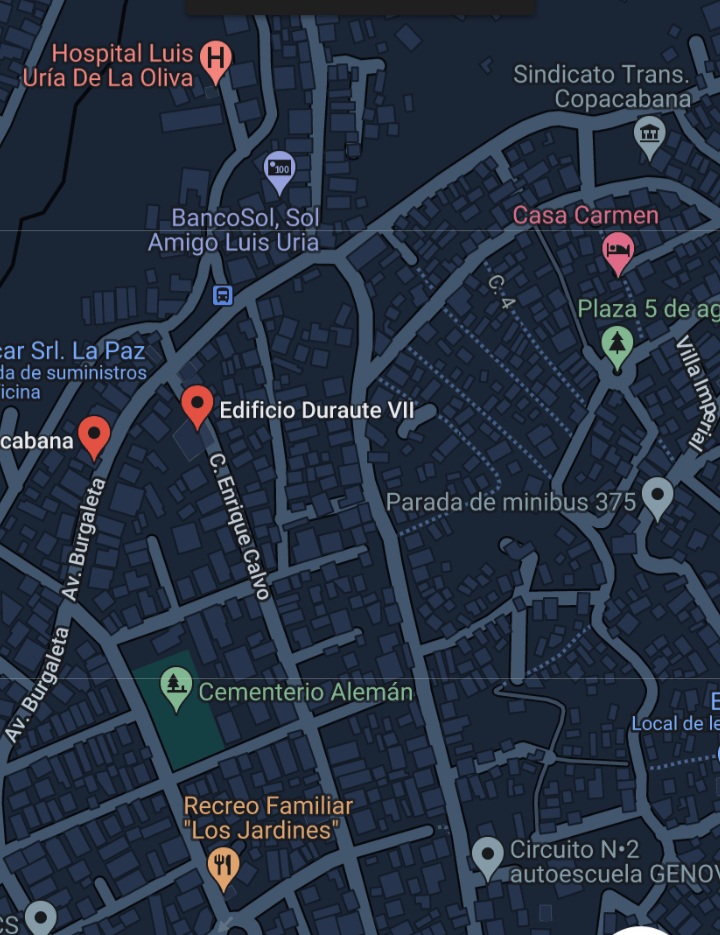 Hospital Luis
Uría De La Oliva
H
Sindicato Trans.
Copacabana
100
BancoSol, Sol
Amigo Luis Uria
Casa Carmen
C. 4
Plaza 5 de ag
car Srl. La Paz
da de suministros
ficina
Villa Imperial
Edificio Duraute VII
cabana
C. Enrique Calvo
Av. Burgaleta
Parada de minibus 375
Av. Burgaleta
Cementerio Alemán
Local de le
Recreo Familiar
"Los Jardines"
Circuito N•2
autoescuela GENOV
CS